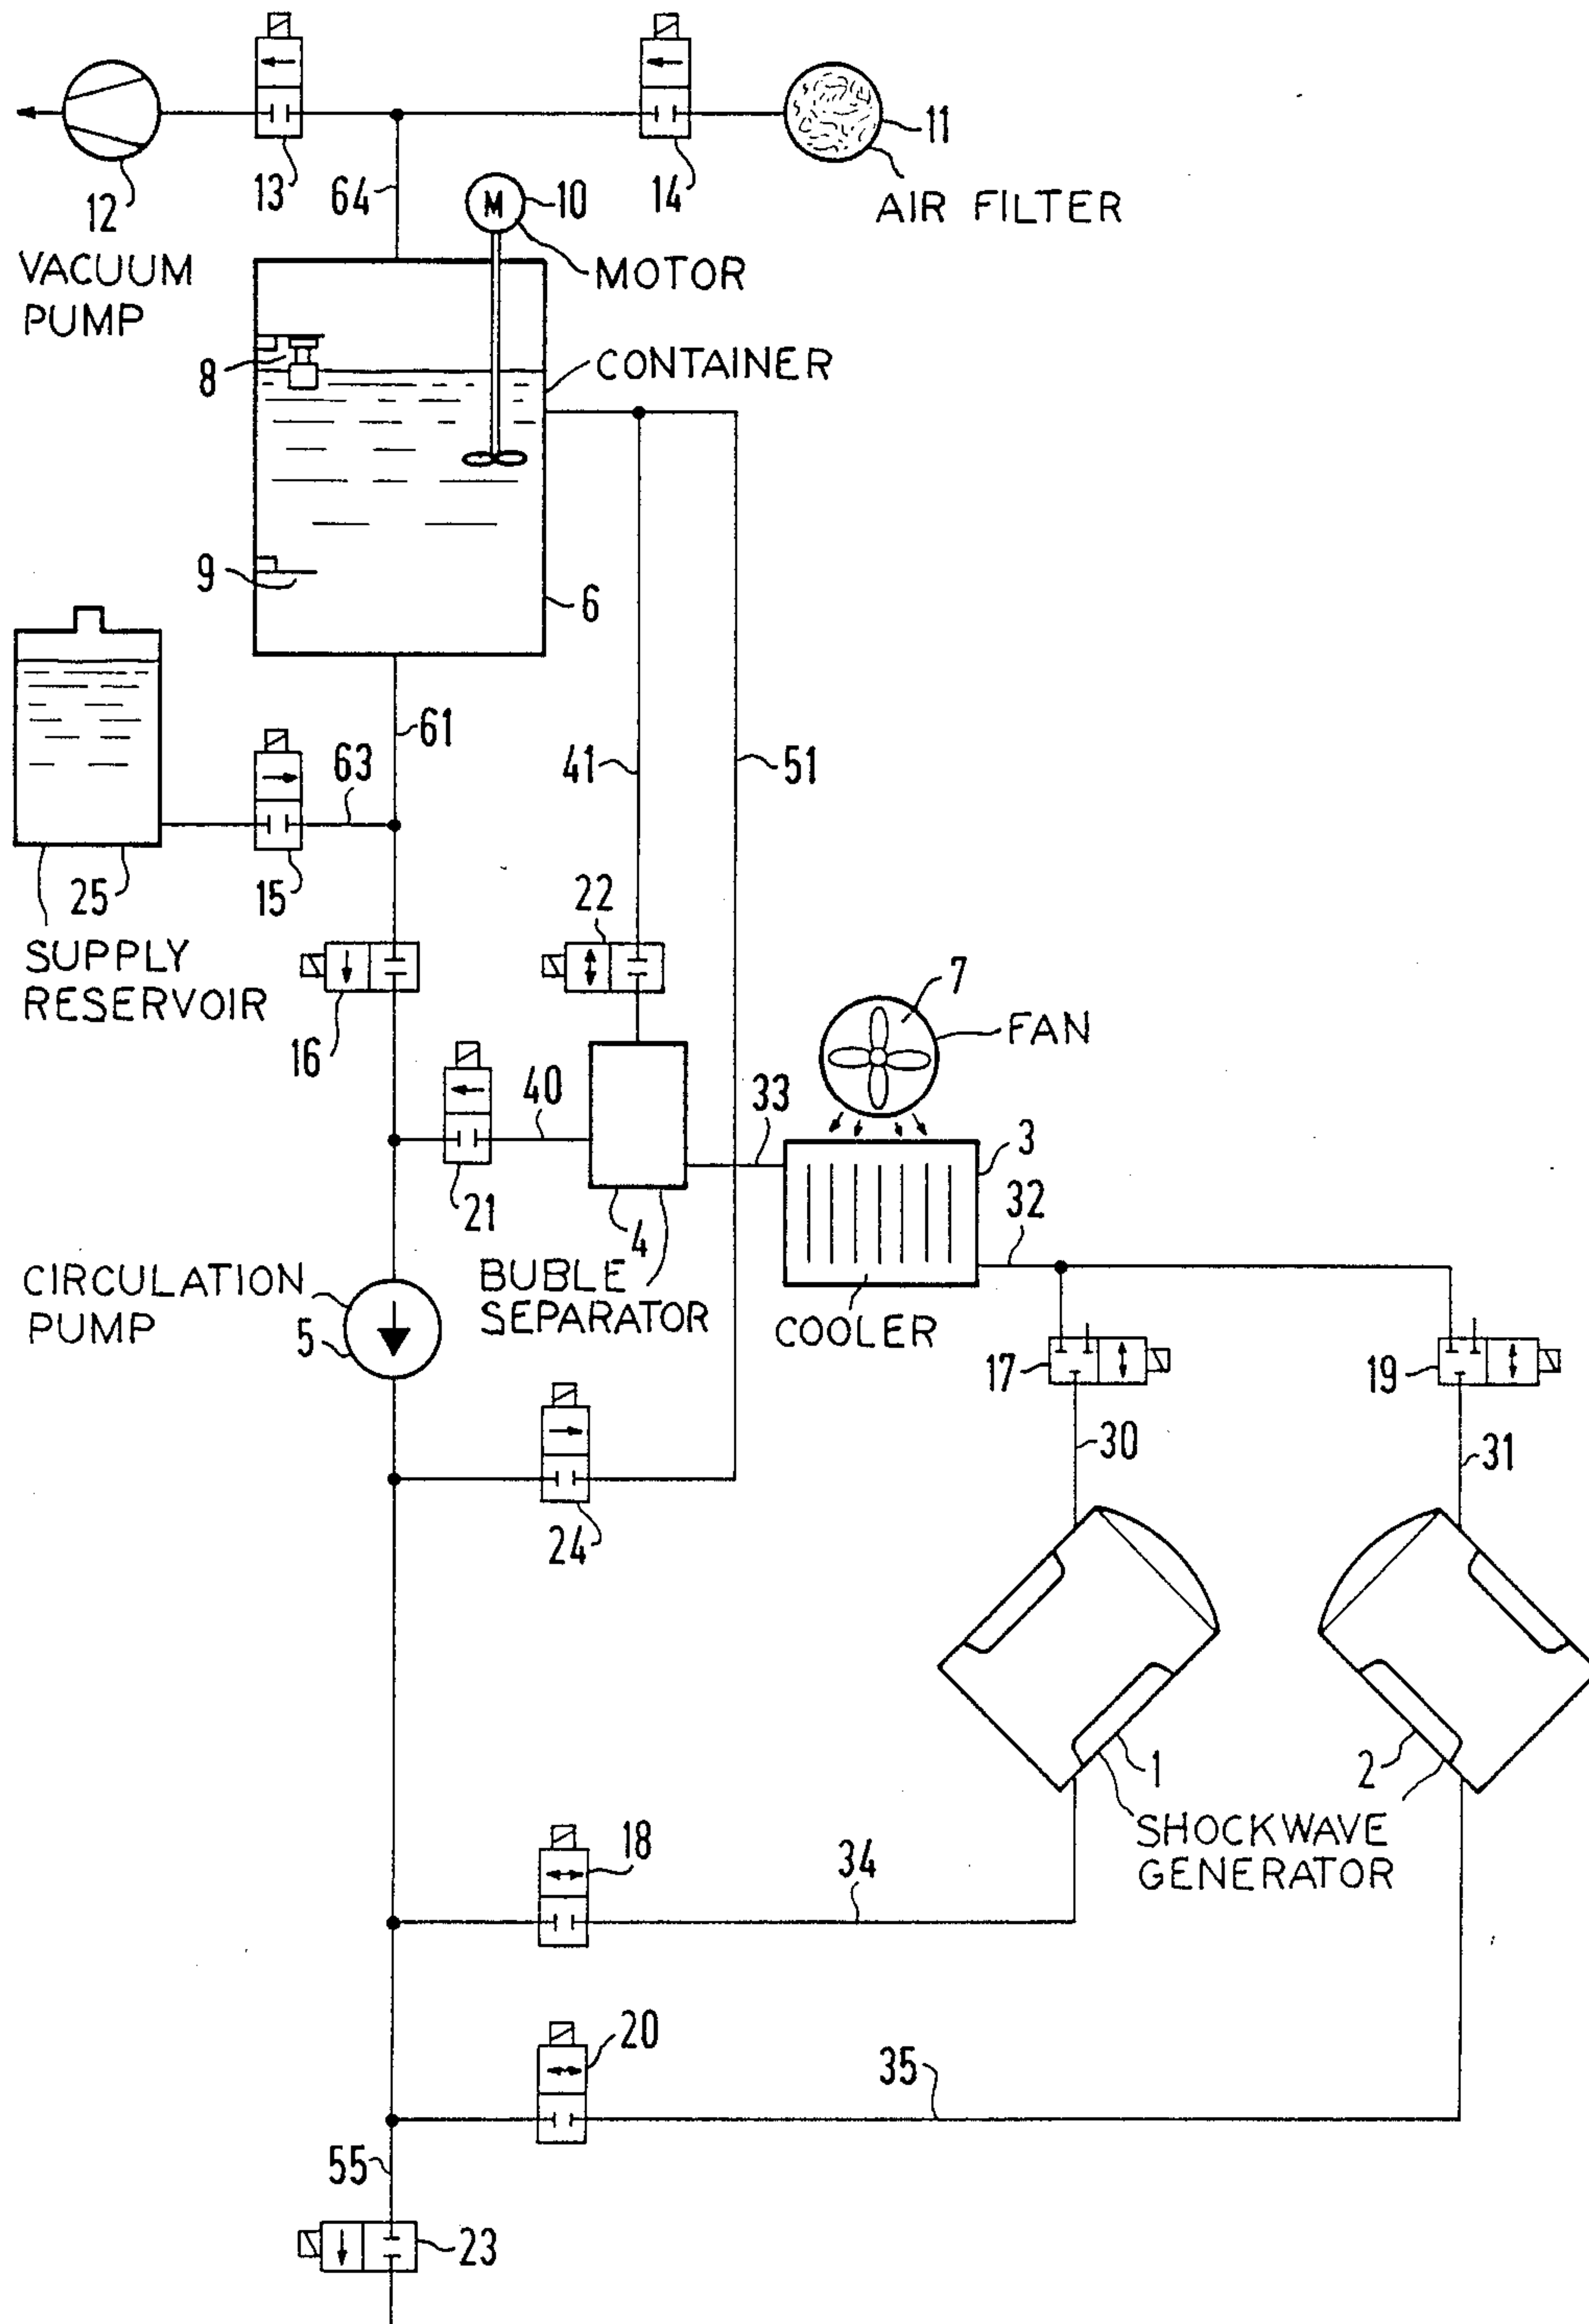 12
VACUUM
PUMP
13
64
14
11
AIR FILTER
M
10
MOTOR
8
CONTAINER
9
6
61
63
41
51
25
SUPPLY
RESERVOIR
15
22
16
7
FAN
40
33
3
32
21
4
BUBLE
SEPARATOR
COOLER
CIRCULATION
PUMP
5
17
19
30
31
24
1
2
SHOCKWAVE
GENERATOR
18
34
20
35
55
23